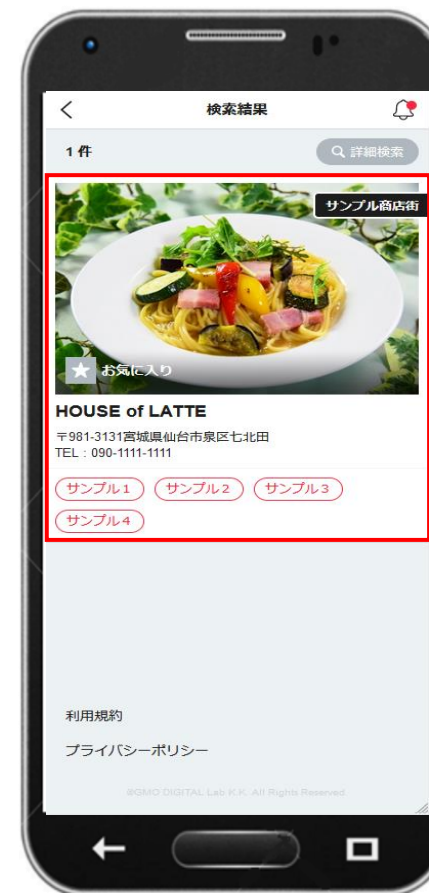 検索結果
1 件
詳細検索
サンプル商店街
お気に入り
HOUSE of LATTE
〒981-3131宮城県仙台市泉区七北田
TEL : 090-1111-1111
サンプル1 サンプル2 サンプル3
サンプル4
利用規約
プライバシーポリシー
©GMO DIGITAL Lab K.K. All Rights Reserved.